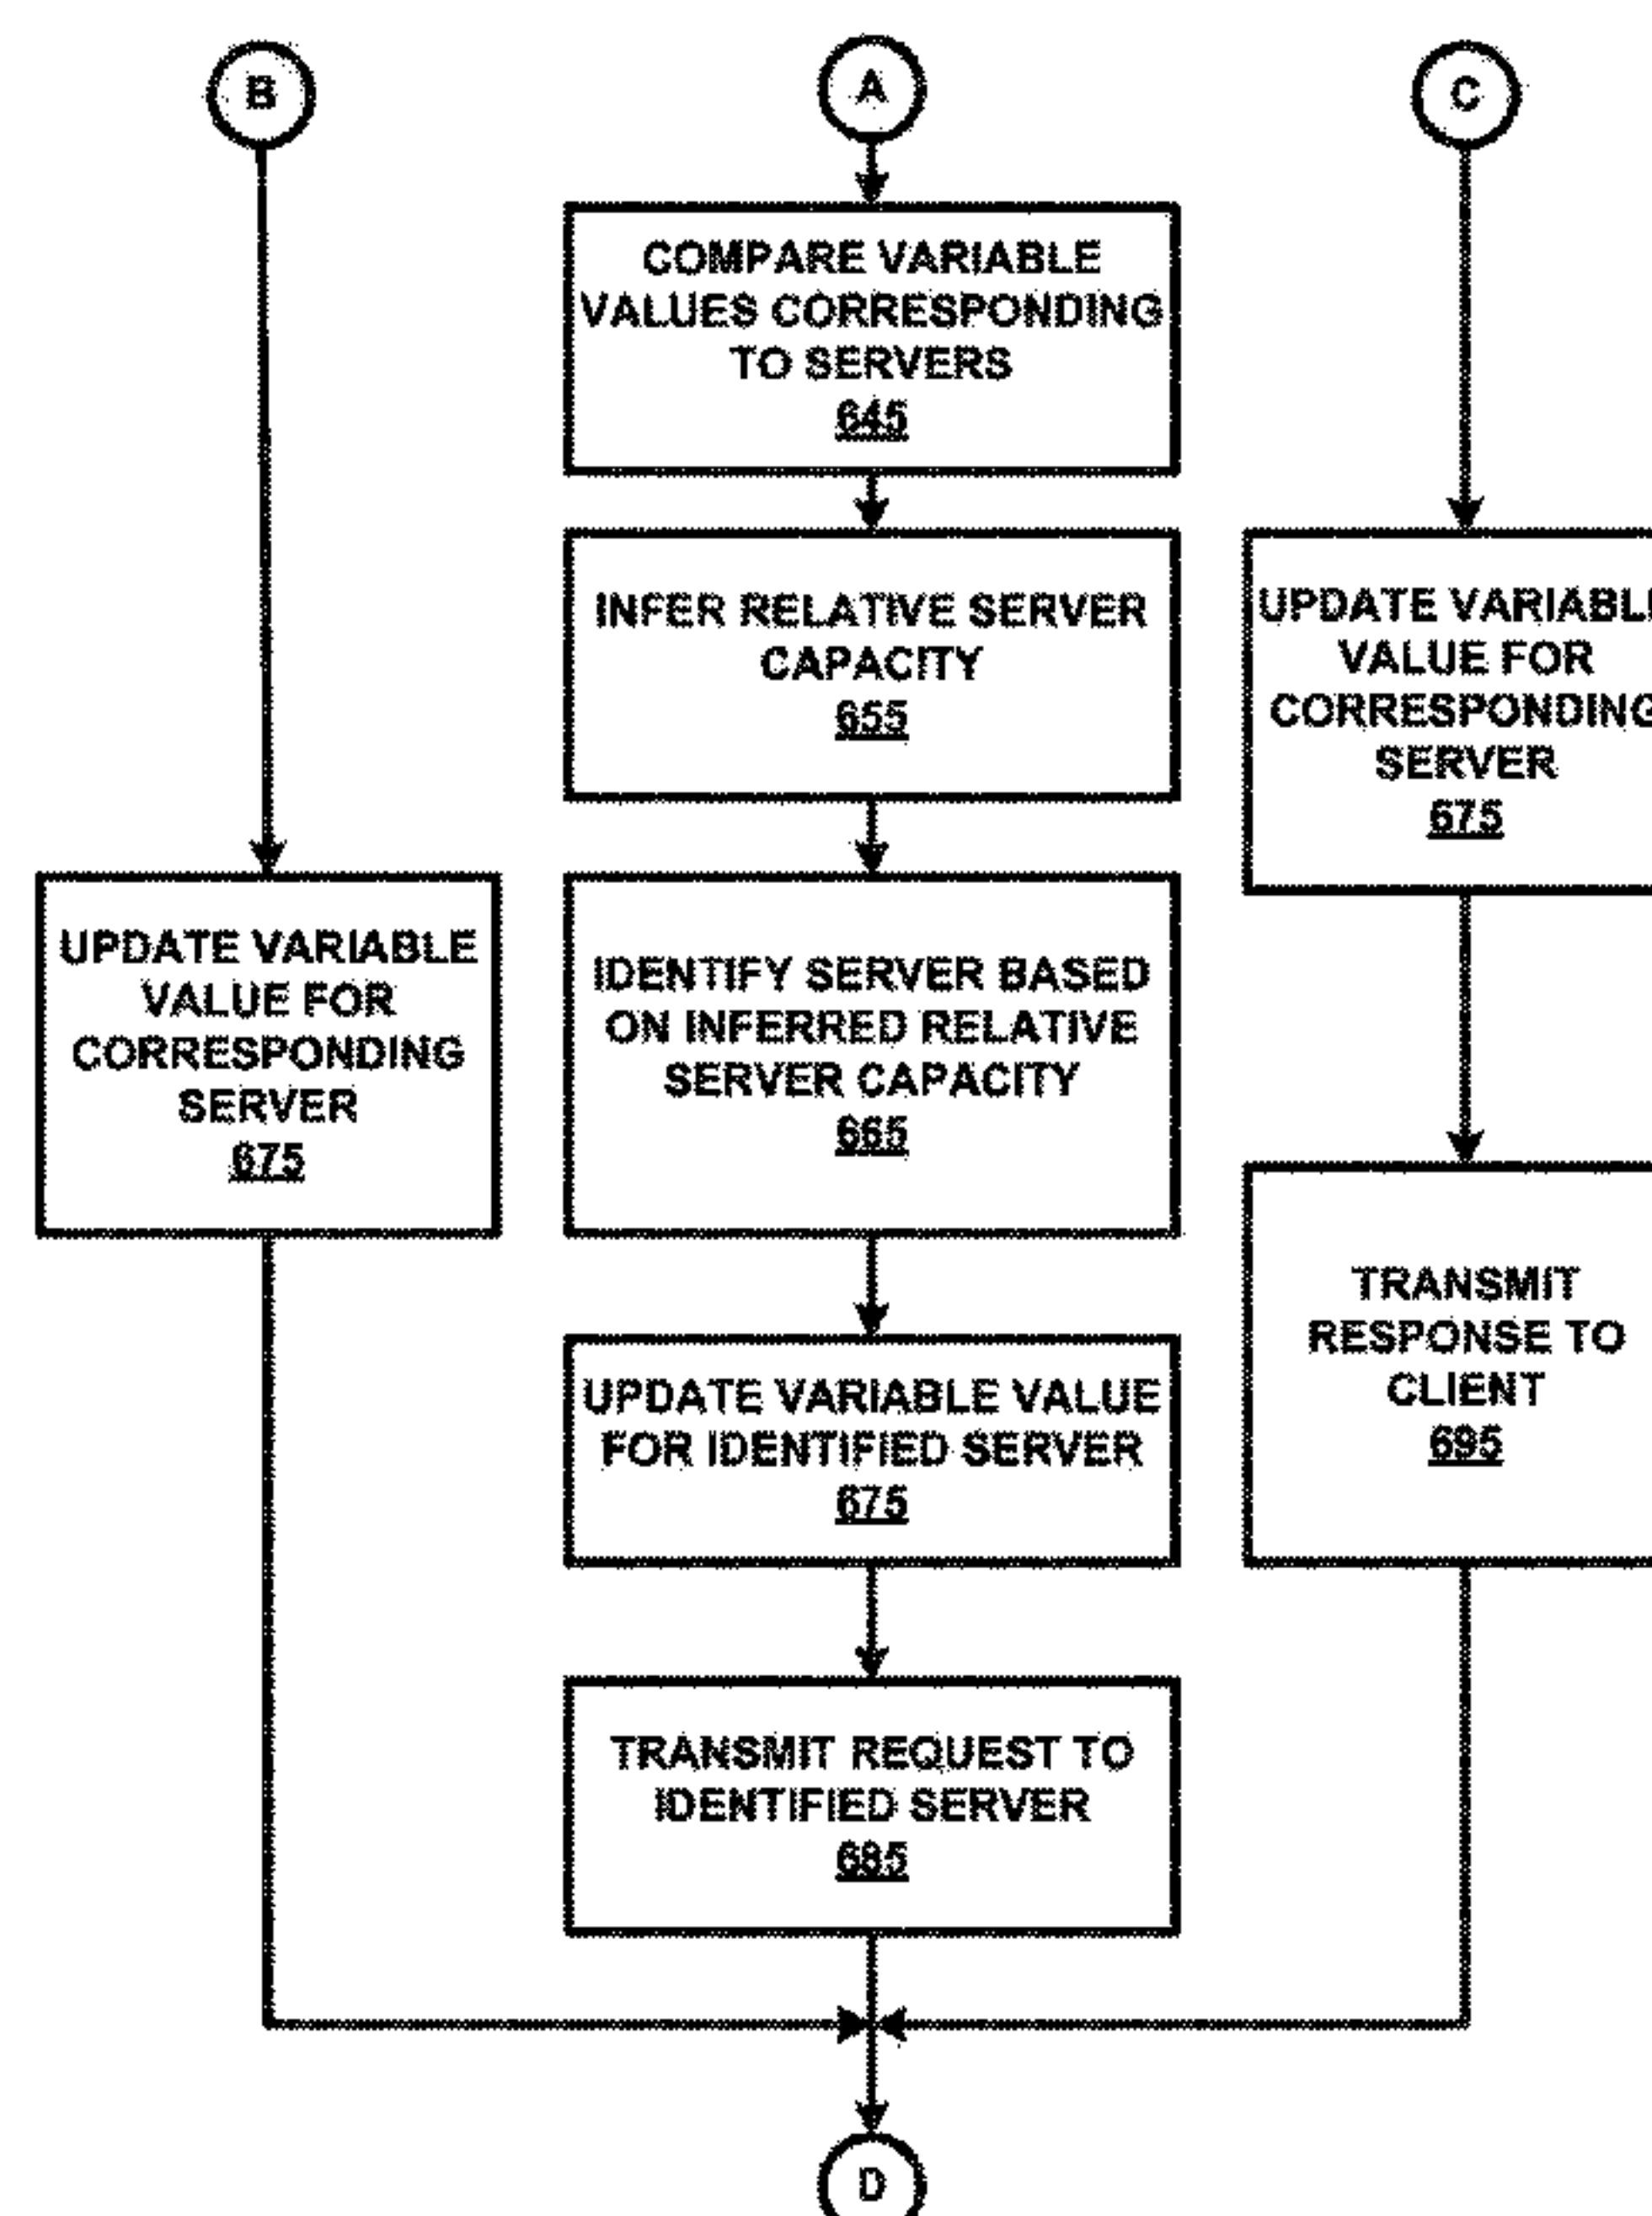 B
A
C
COMPARE VARIABLE
VALUES CORRESPONDING
TO SERVERS
645
INFER RELATIVE SERVER
CAPACITY
655
UPDATE VARIABL
VALUE FOR
CORRESPONDING
SERVER
675
UPDATE VARIABLE
VALUE FOR
CORRESPONDING
SERVER
675
IDENTIFY SERVER BASED
ON INFERRED RELATIVE
SERVER CAPACITY
665
TRANSMIT
RESPONSE TO
CLIENT
695
UPDATE VARIABLE VALUE
FOR IDENTIFIED SERVER
675
TRANSMIT REQUEST TO
IDENTIFIED SERVER
685
D